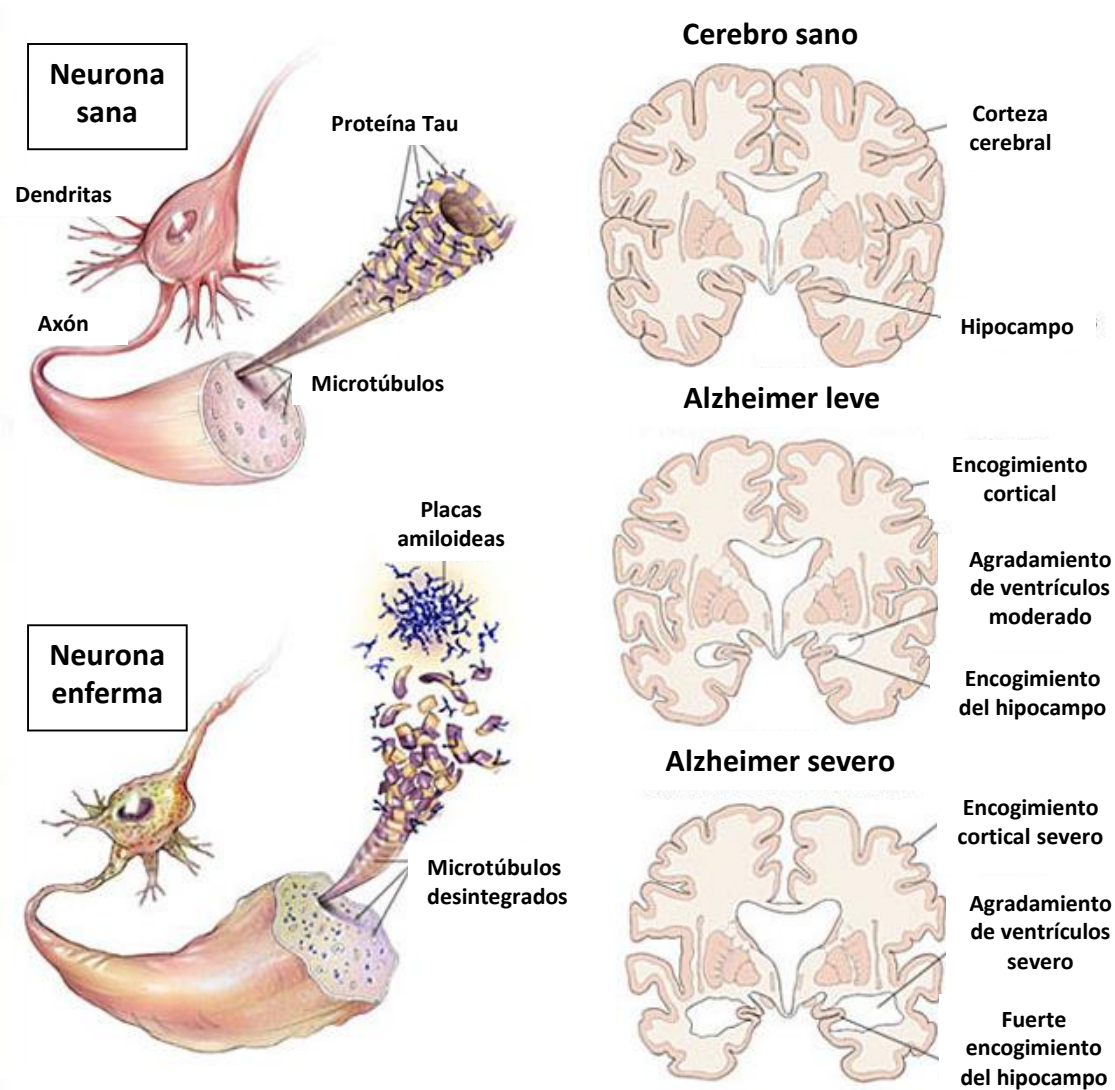 Neurona
sana
Proteína Tau
Dendritas
Axón
Microtúbulos
Placas
amiloideas
Neurona
enferma
Microtúbulos
desintegrados
Cerebro sano
Corteza
cerebral
Hipocampo
Alzheimer leve
Encogimiento
cortical
Agradamiento
de ventrículos
moderado
Encogimiento
del hipocampo
Alzheimer severo
Encogimiento
cortical severo
Agradamiento
de ventrículos
severo
Fuerte
encogimiento
del hipocampo